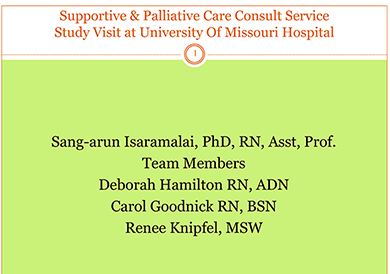 Supportive & Palliative Care Consult Service
Study Visit at University Of Missouri Hospital
1
Sang-arun Isaramalai, PhD, RN, Asst, Prof.
Team Members
Deborah Hamilton RN, ADN
Carol Goodnick RN, BSN
Renee Knipfel, MSW